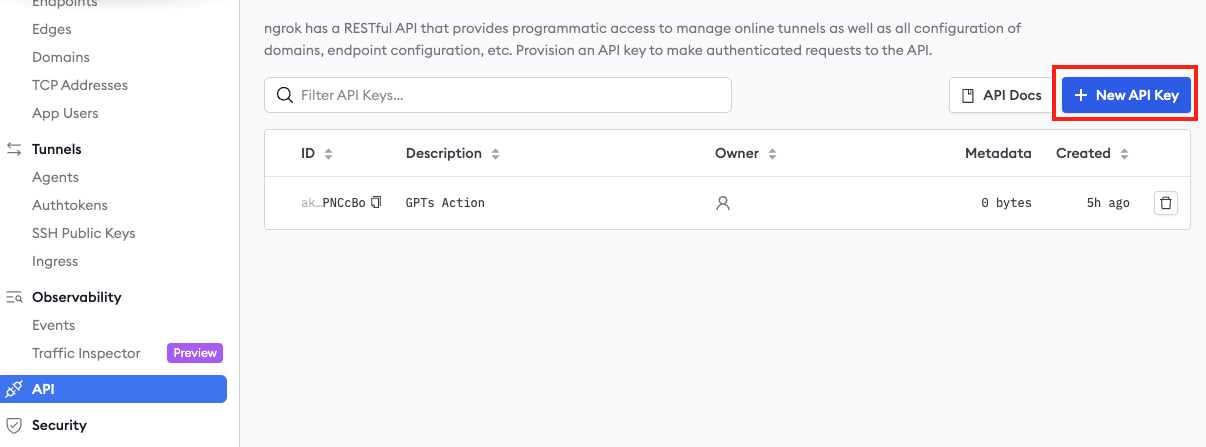 Endpoints
Edges
Domains
TCP Addresses
App Users
Tunnels
Agents
Authtokens
SSH Public Keys
Ingress
Observability
Events
Traffic Inspector Preview
API
Security
ngrok has a RESTful API that provides programmatic access to manage online tunnels as well as all configuration of
domains, endpoint configuration, etc. Provision an API key to make authenticated requests to the API.
Filter API Keys...
API Docs
+ New API Key
ID Description Owner Metadata Created
ak…PNCcBo GPTs Action 0 bytes 5h ago